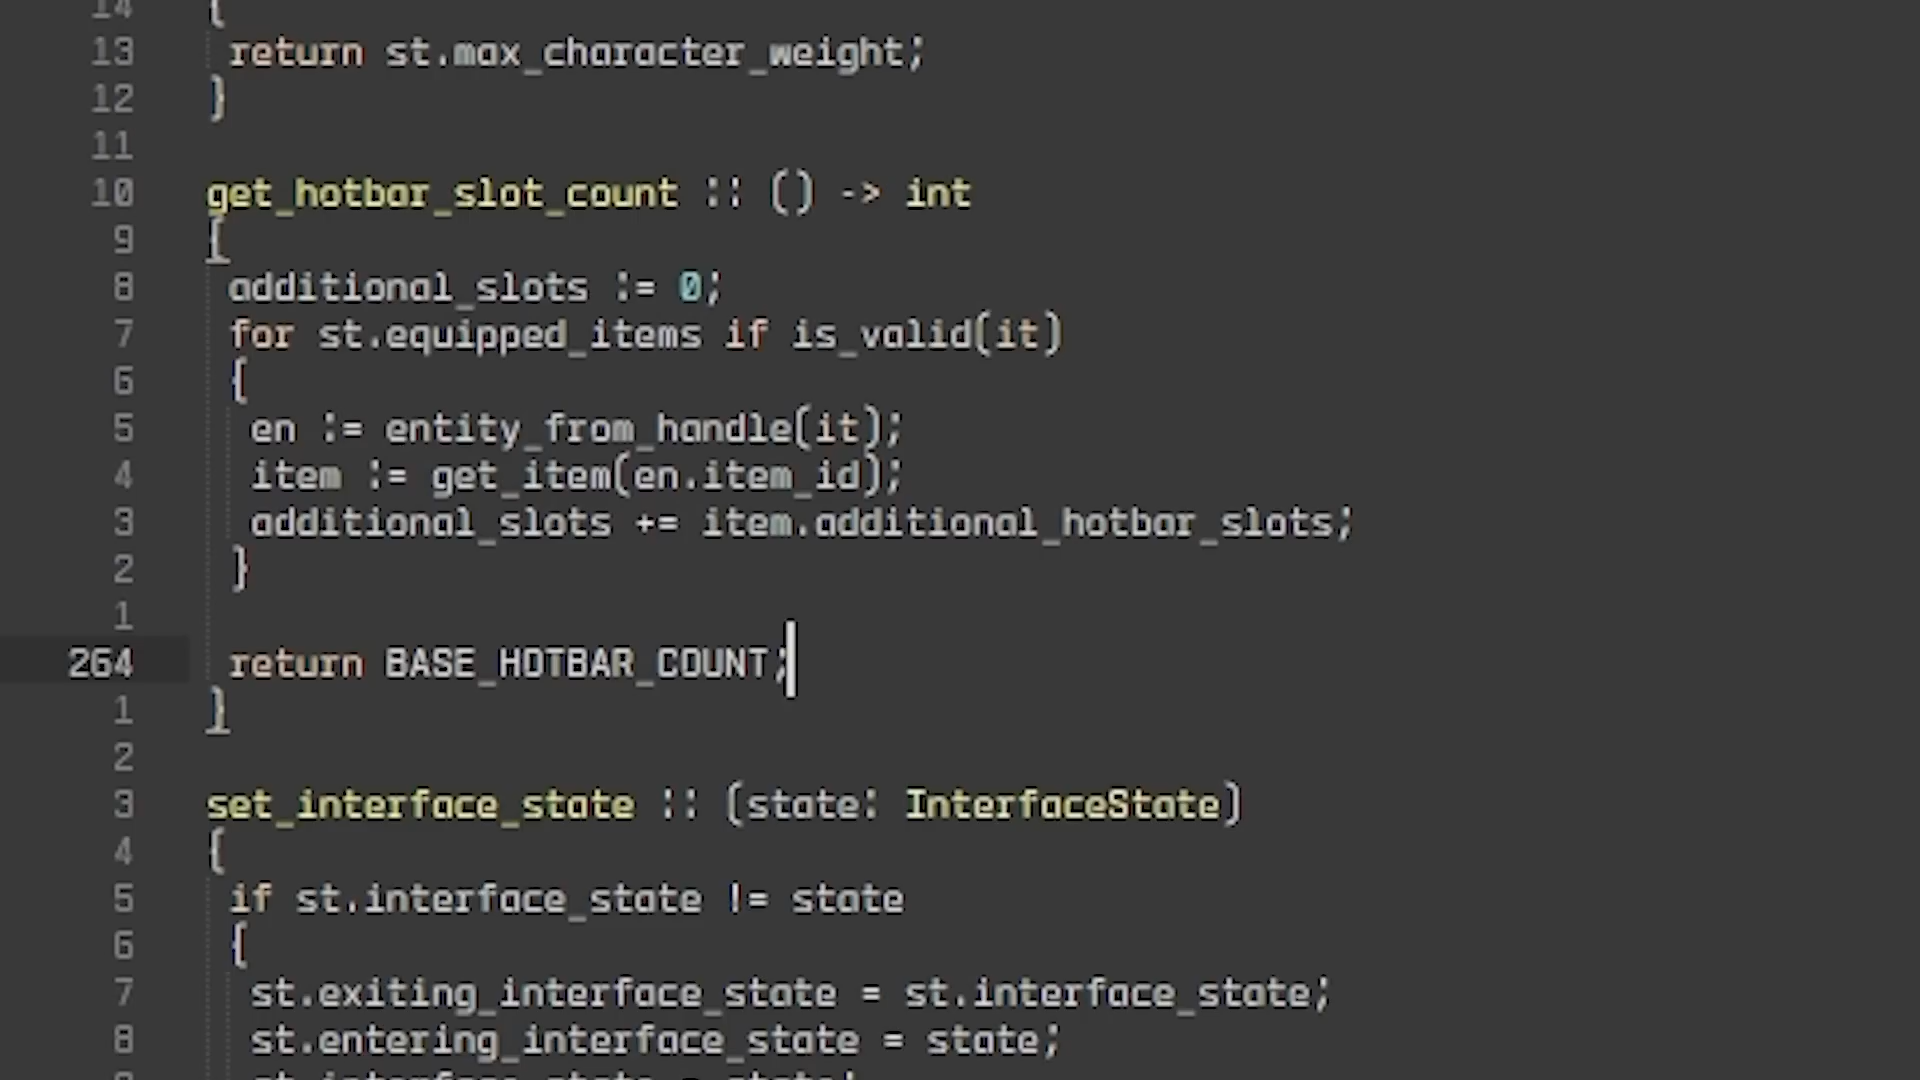 14 {
13 return st.max_character_weight;
12 }
11
10 get_hotbar_slot_count :: () -> int
9 {
8 additional_slots := 0;
7 for st.equipped_items if is_valid(it)
6 {
5 en := entity_from_handle(it);
4 item := get_item(en.item_id);
3 additional_slots += item.additional_hotbar_slots;
2 }
1
264 return BASE_HOTBAR_COUNT;
1 }
2
3 set_interface_state :: (state: InterfaceState)
4 {
5 if st.interface_state != state
6 {
7 st.exiting_interface_state = st.interface_state;
8 st.entering_interface_state = state;